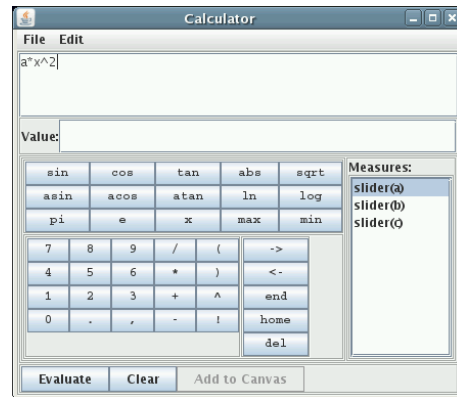 Calculator
File Edit
a*x^2
Value:
sin cos tan abs sqrt
asin acos atan ln log
pi e x max min
7 8 9 / ( ->
4 5 6 * ) <-
1 2 3 + ^ end
0 . , - ! home
del
Measures:
slider(a)
slider(b)
slider(c)
Evaluate Clear Add to Canvas